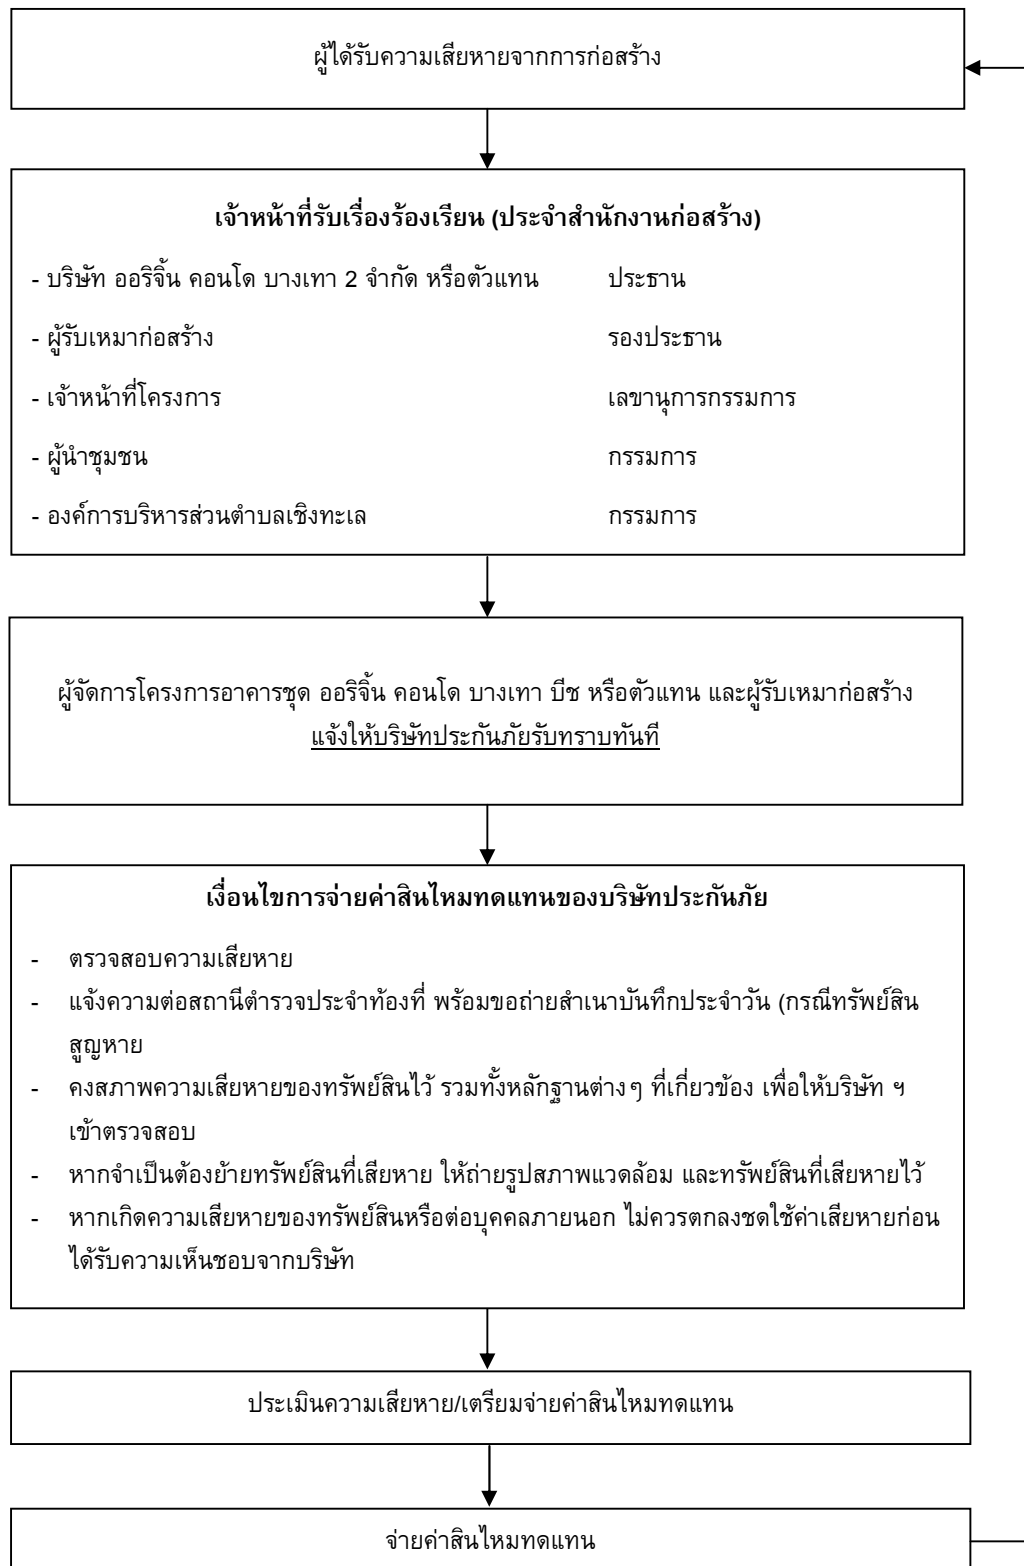 ผู้ได้รับความเสียหายจากการก่อสร้าง
เจ้าหน้าที่รับเรื่องร้องเรียน (ประจำสำนักงานก่อสร้าง)
- บริษัท ออริจิ้น คอนโด บางเทา 2 จำกัด หรือตัวแทน ประธาน
- ผู้รับเหมาก่อสร้าง รองประธาน
- เจ้าหน้าที่โครงการ เลขานุการกรรมการ
- ผู้นำชุมชน กรรมการ
- องค์การบริหารส่วนตำบลเชิงทะเล กรรมการ
ผู้จัดการโครงการอาคารชุด ออริจิ้น คอนโด บางเทา บีช หรือตัวแทน และผู้รับเหมาก่อสร้าง
แจ้งให้บริษัทประกันภัยรับทราบทันที
เงื่อนไขการจ่ายค่าสินไหมทดแทนของบริษัทประกันภัย
- ตรวจสอบความเสียหาย
- แจ้งความต่อสถานีตำรวจประจำท้องที่ พร้อมขอถ่ายสำเนาบันทึกประจำวัน (กรณีทรัพย์สิน
สูญหาย
- คงสภาพความเสียหายของทรัพย์สินไว้ รวมทั้งหลักฐานต่างๆ ที่เกี่ยวข้อง เพื่อให้บริษัท ฯ
เข้าตรวจสอบ
- หากจำเป็นต้องย้ายทรัพย์สินที่เสียหาย ให้ถ่ายรูปสภาพแวดล้อม และทรัพย์สินที่เสียหายไว้
- หากเกิดความเสียหายของทรัพย์สินหรือต่อบุคคลภายนอก ไม่ควรตกลงชดใช้ค่าเสียหายก่อน
ได้รับความเห็นชอบจากบริษัท
ประเมินความเสียหาย/เตรียมจ่ายค่าสินไหมทดแทน
จ่ายค่าสินไหมทดแทน